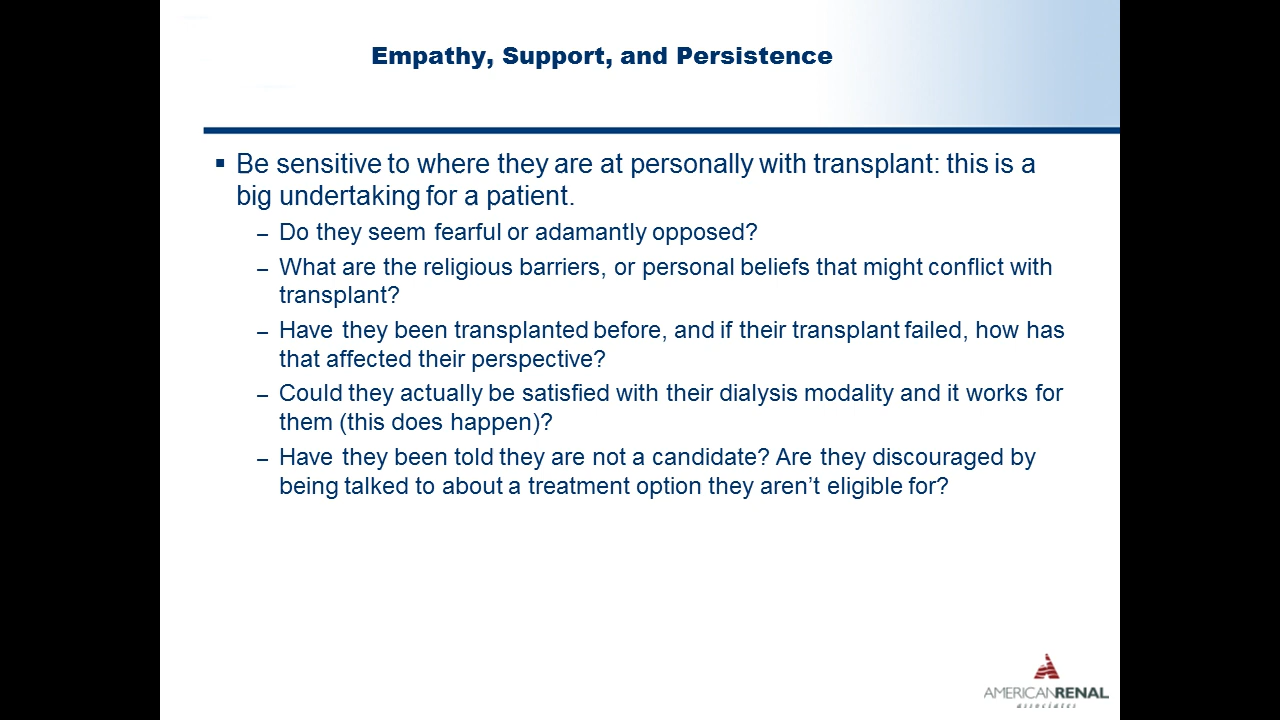 Empathy, Support, and Persistence
▪ Be sensitive to where they are at personally with transplant: this is a
big undertaking for a patient.
– Do they seem fearful or adamantly opposed?
– What are the religious barriers, or personal beliefs that might conflict with
transplant?
– Have they been transplanted before, and if their transplant failed, how has
that affected their perspective?
– Could they actually be satisfied with their dialysis modality and it works for
them (this does happen)?
– Have they been told they are not a candidate? Are they discouraged by
being talked to about a treatment option they aren’t eligible for?
AMERICANRENAL
associates